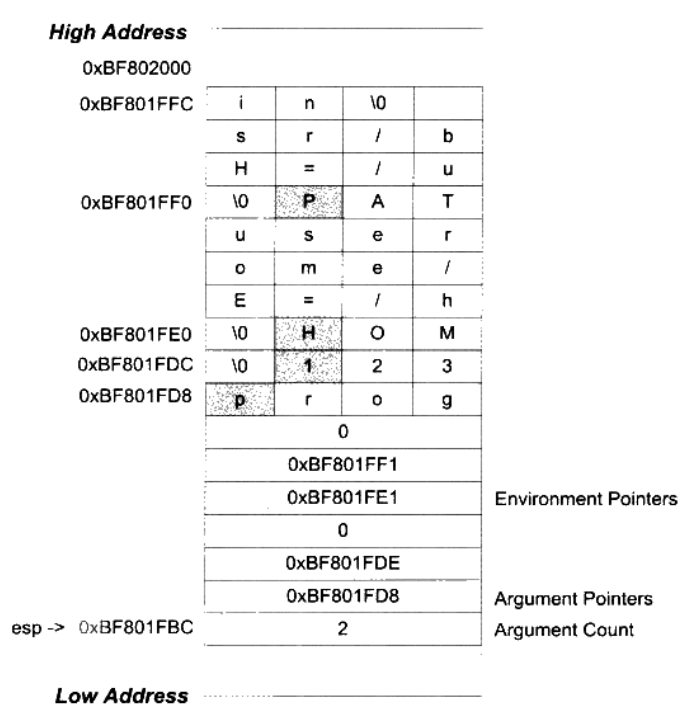 High Address
0xBF802000
0xBF801FFC i n \0
s r / b
H = / u
0xBF801FF0 \0 P A T
u s e r
o m e /
E = / h
0xBF801FE0 \0 H O M
0xBF801FDC \0 1 2 3
0xBF801FD8 p r o g
0
0xBF801FF1
0xBF801FE1 Environment Pointers
0
0xBF801FDE
0xBF801FD8 Argument Pointers
esp -> 0xBF801FBC 2 Argument Count
Low Address